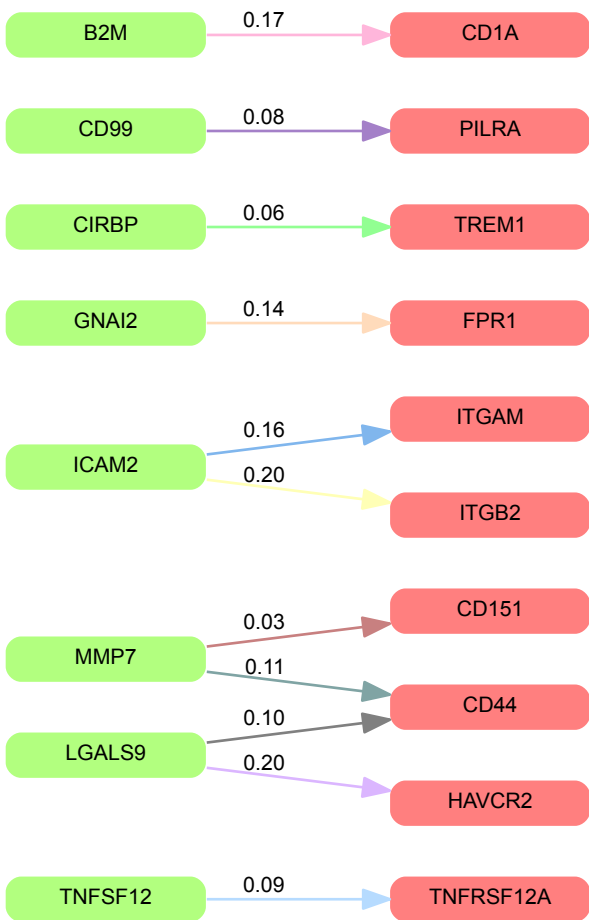 B2M 0.17 CD1A
CD99 0.08 PILRA
CIRBP 0.06 TREM1
GNAI2 0.14 FPR1
ICAM2 0.16 ITGAM
0.20 ITGB2
MMP7 0.03 CD151
0.11 CD44
LGALS9 0.10
0.20 HAVCR2
TNFSF12 0.09 TNFRSF12A